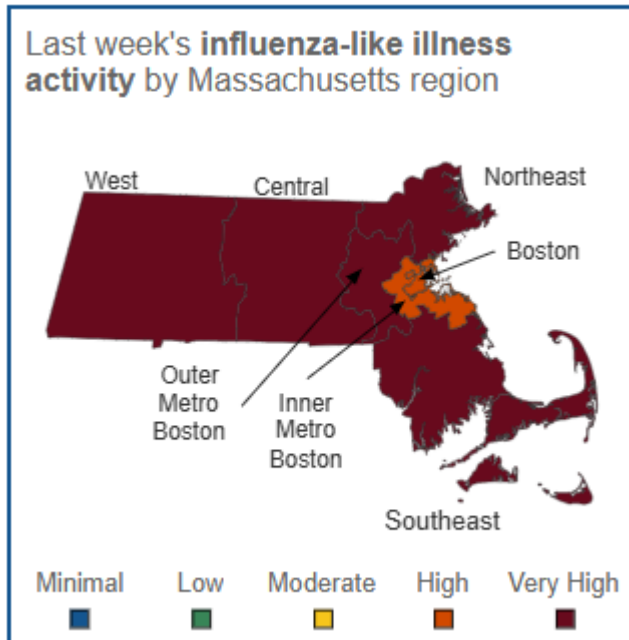 Last week's influenza-like illness
activity by Massachusetts region
West
Central
Northeast
Boston
Outer
Metro
Boston
Inner
Metro
Boston
Southeast
Minimal
Low
Moderate
High
Very High